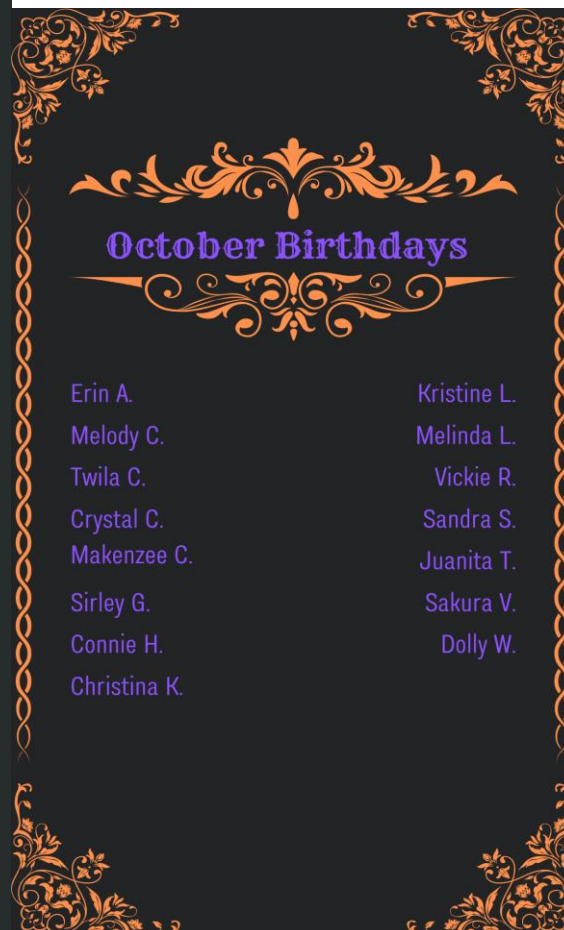 October Birthdays
Erin A.
Melody C.
Twila C.
Crystal C.
Makenzee C.
Sirley G.
Connie H.
Christina K.
Kristine L.
Melinda L.
Vickie R.
Sandra S.
Juanita T.
Sakura V.
Dolly W.